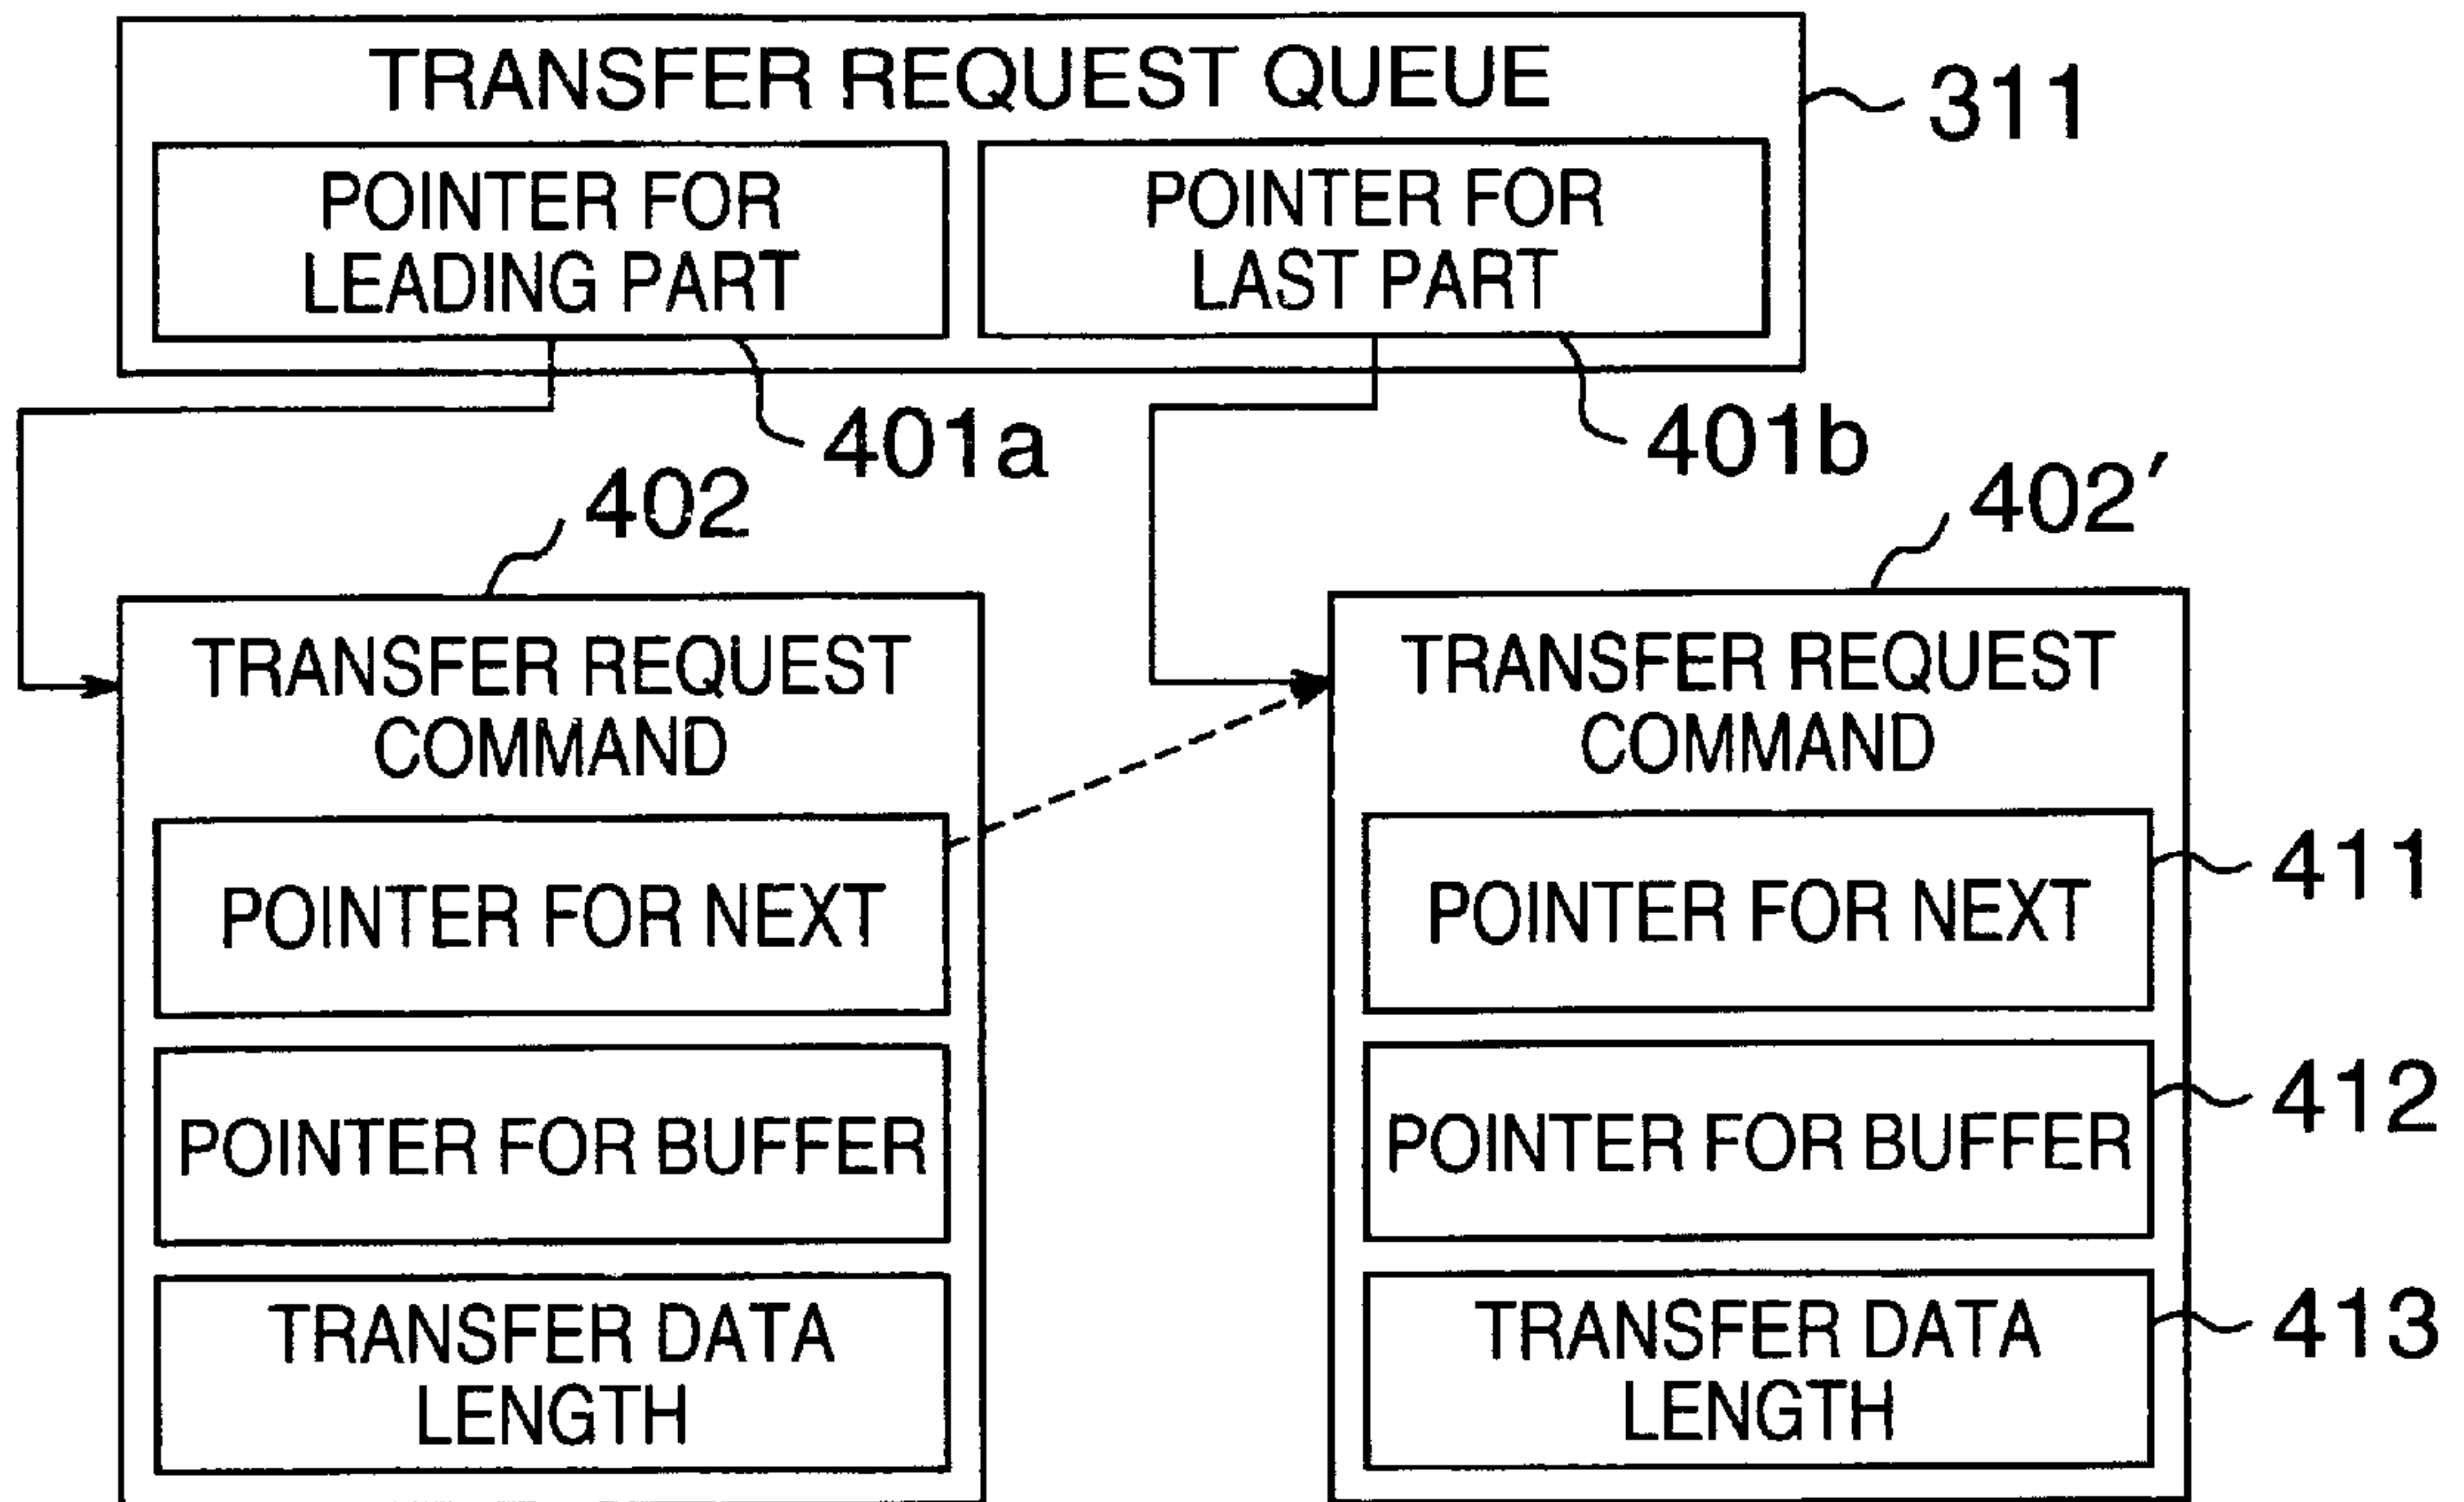 TRANSFER REQUEST QUEUE
311
POINTER FOR
LEADING PART
POINTER FOR
LAST PART
401a
401b
402
402′
TRANSFER REQUEST
COMMAND
POINTER FOR NEXT
POINTER FOR BUFFER
TRANSFER DATA
LENGTH
TRANSFER REQUEST
COMMAND
POINTER FOR NEXT
411
POINTER FOR BUFFER
412
TRANSFER DATA
LENGTH
413